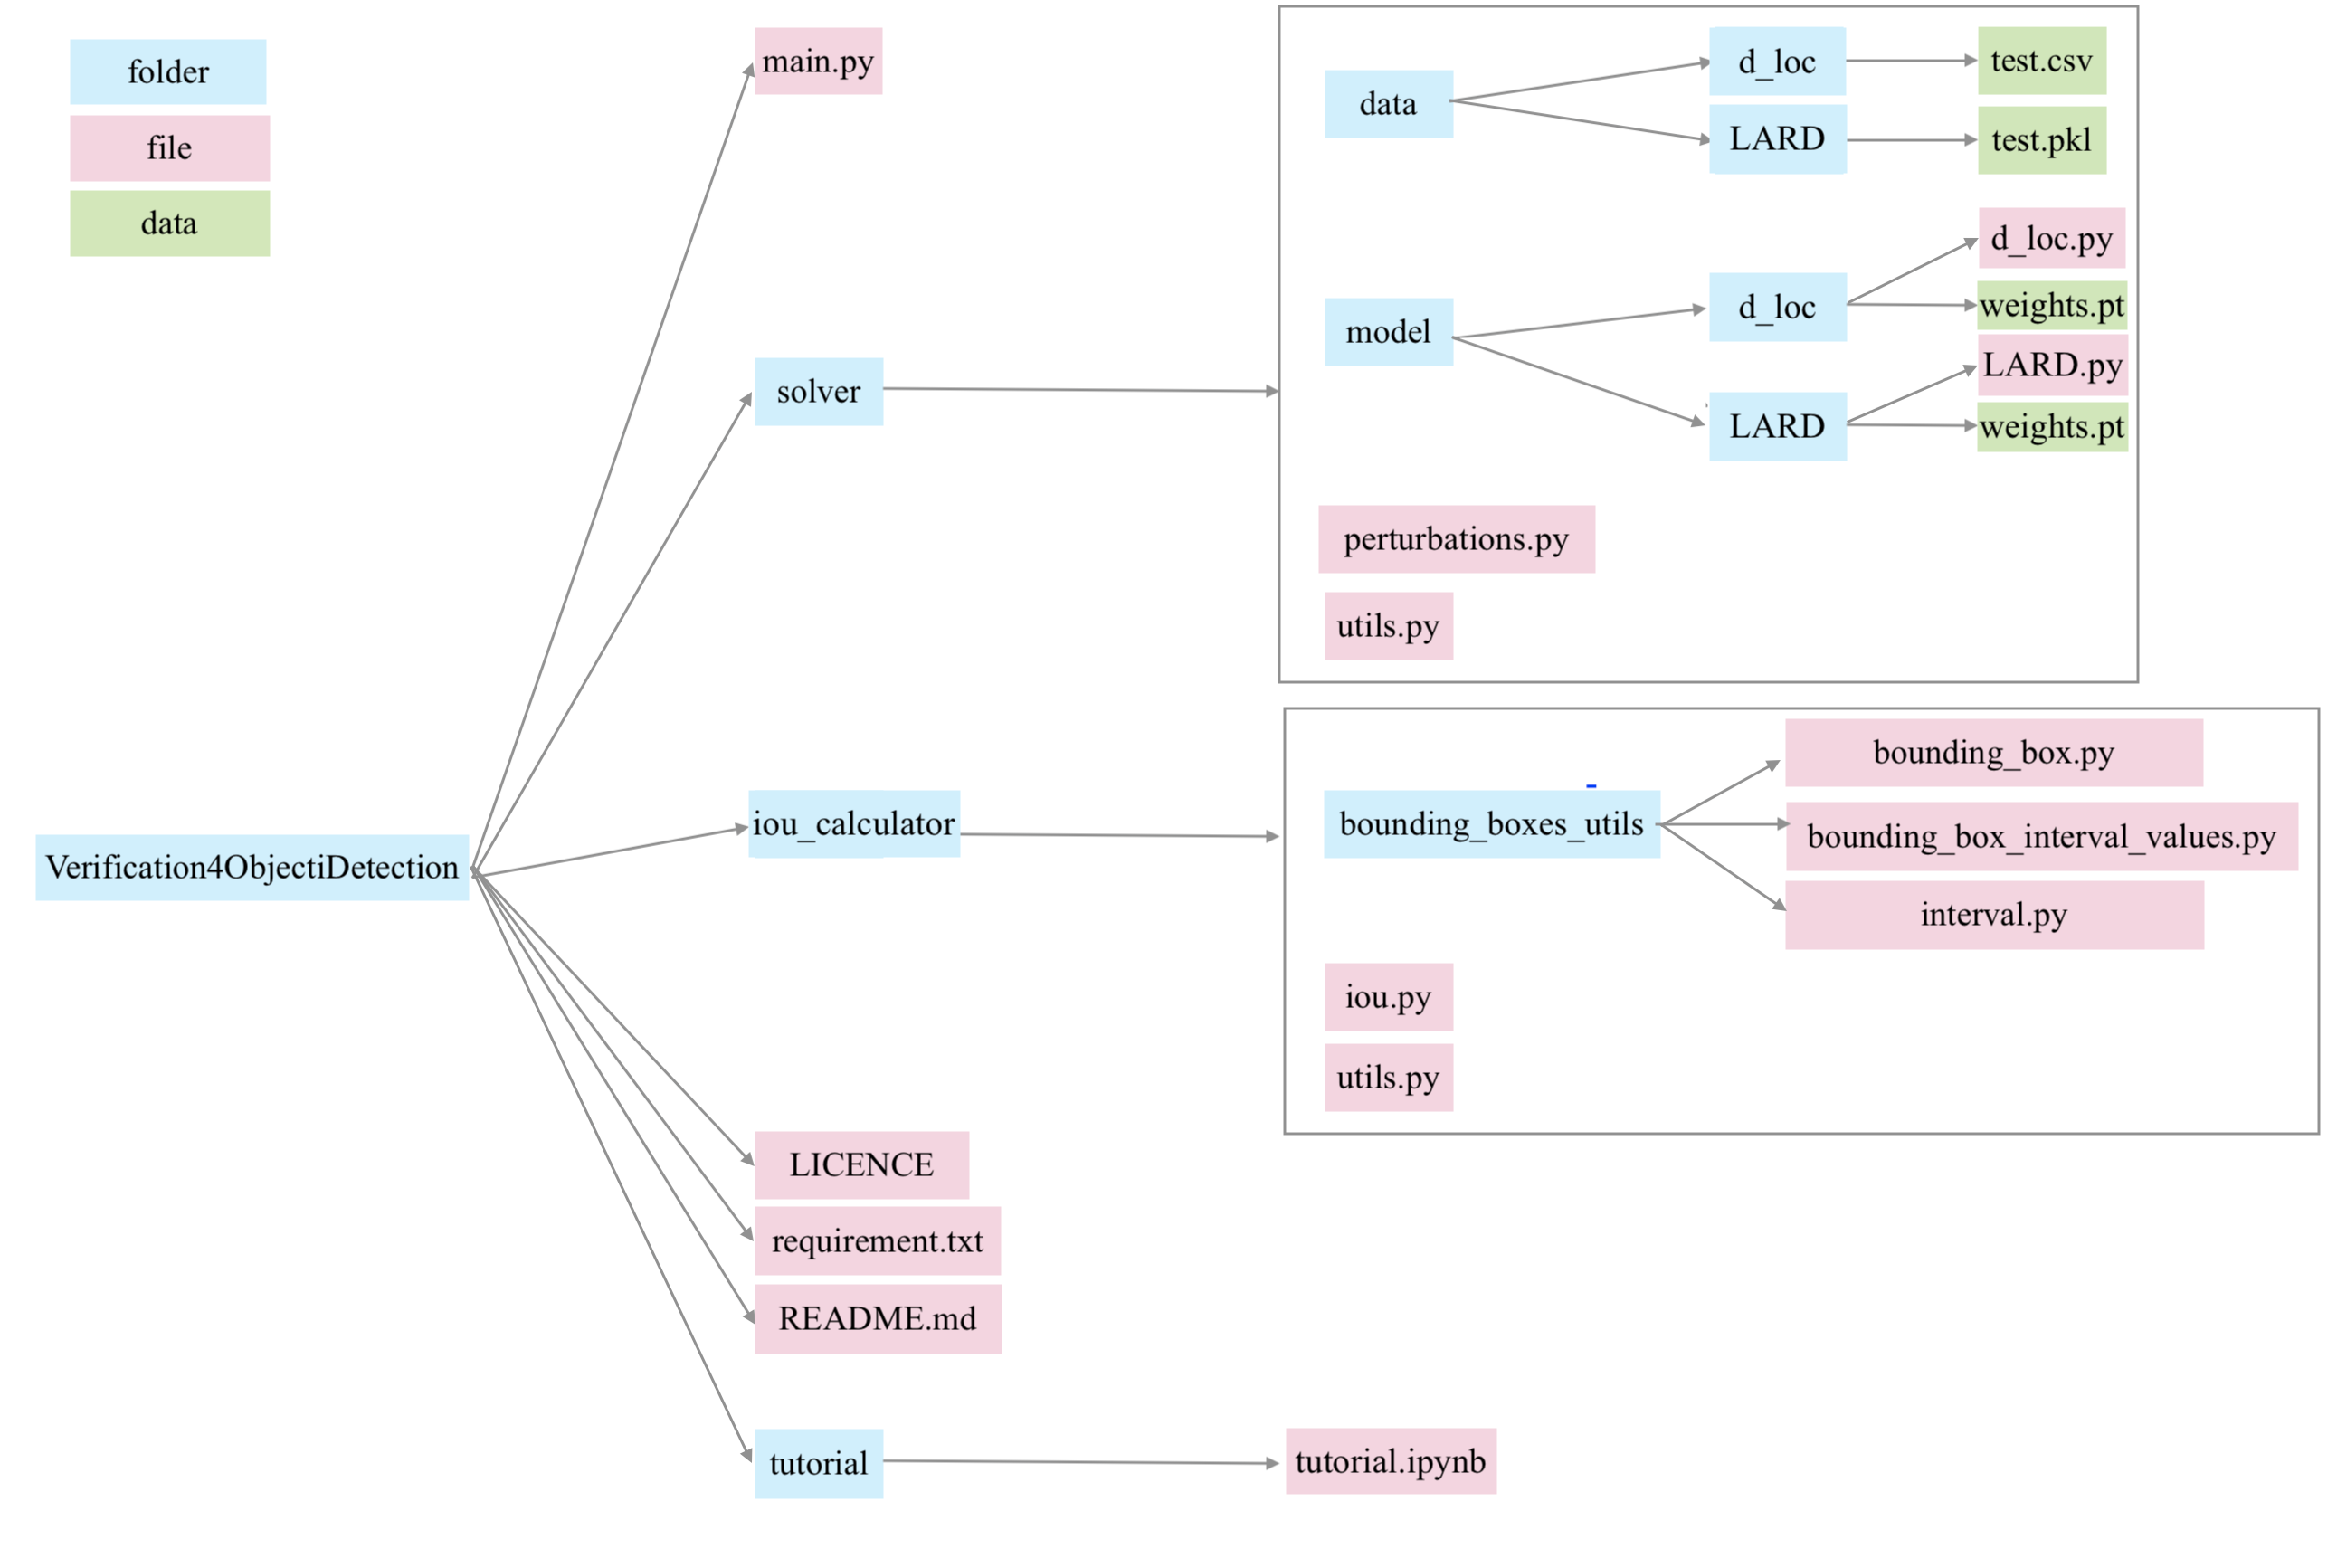 folder
file
data
Verification4ObjectiDetection
main.py
solver
iou_calculator
LICENCE
requirement.txt
README.md
tutorial
data
d_loc
test.csv
LARD
test.pkl
model
d_loc
d_loc.py
weights.pt
LARD
LARD.py
weights.pt
perturbations.py
utils.py
bounding_boxes_utils
bounding_box.py
bounding_box_interval_values.py
interval.py
iou.py
utils.py
tutorial.ipynb